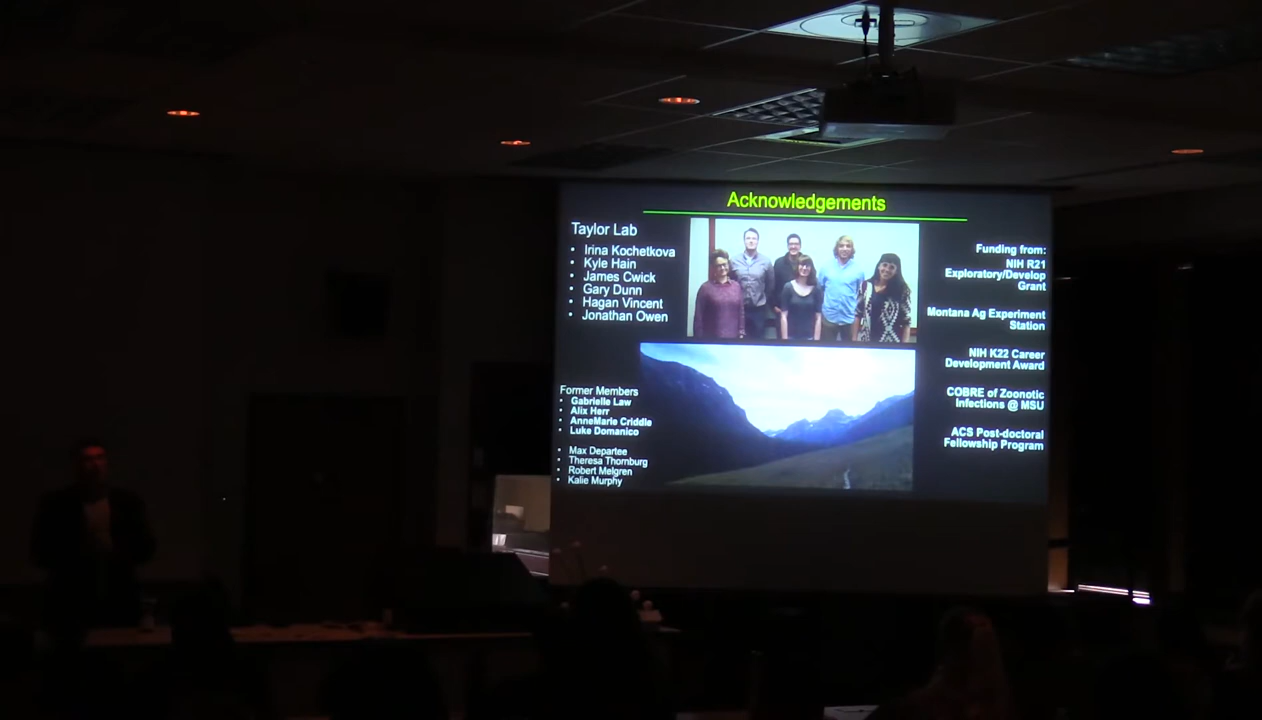 Acknowledgements
Taylor Lab
• Irina Kochetkova
• Kyle Hain
• James Cwick
• Gary Dunn
• Hagan Vincent
• Jonathan Owen
Former Members
• Gabrielle Law
• Alix Herr
• AnneMarie Criddle
• Luke Domanico
• Max Departee
• Theresa Thornburg
• Robert Melgren
• Kalie Murphy
Funding from:
NIH R21
Exploratory/Develop
Grant
Montana Ag Experiment
Station
NIH K22 Career
Development Award
COBRE of Zoonotic
Infections @ MSU
ACS Post-doctoral
Fellowship Program